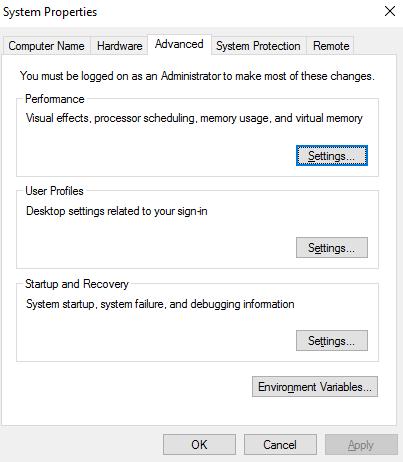 System Properties
Computer Name Hardware Advanced System Protection Remote
You must be logged on as an Administrator to make most of these changes.
Performance
Visual effects, processor scheduling, memory usage, and virtual memory
Settings...
User Profiles
Desktop settings related to your sign-in
Settings...
Startup and Recovery
System startup, system failure, and debugging information
Settings...
Environment Variables...
OK Cancel Apply